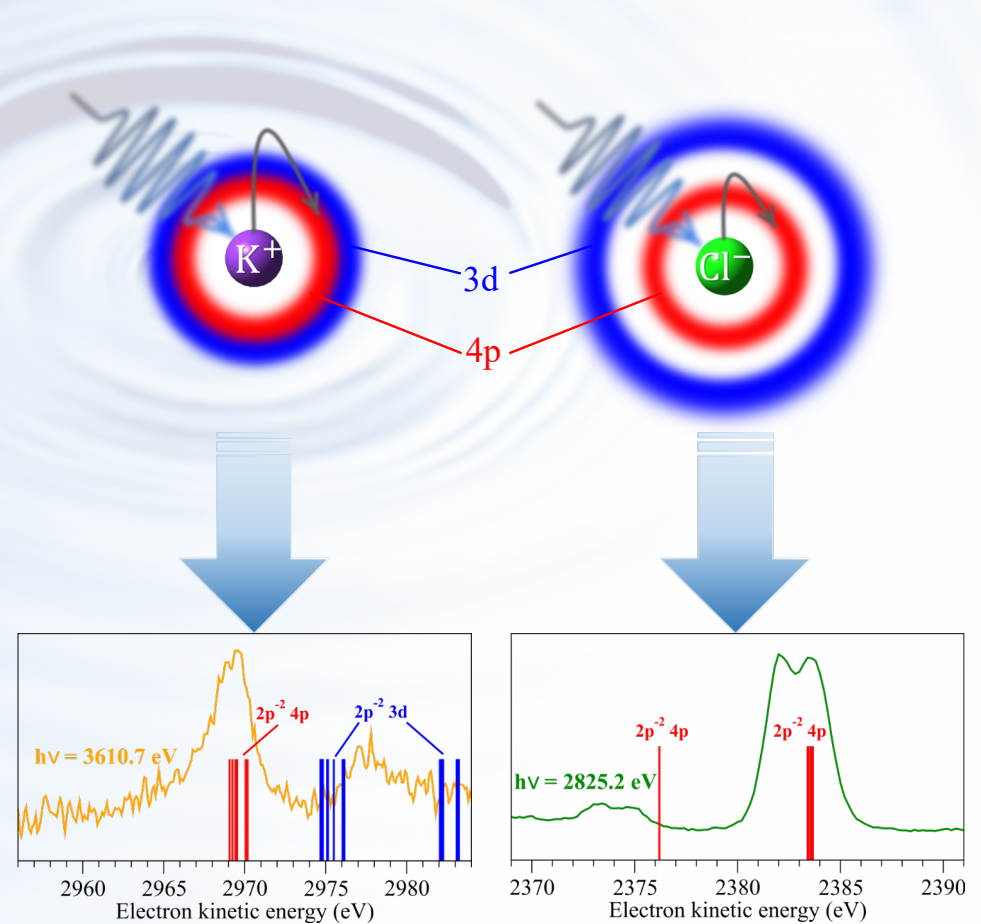 K⁺
Cl⁻
3d
4p
2p⁻² 4p
2p⁻² 3d
hν = 3610.7 eV
2960 2965 2970 2975 2980
Electron kinetic energy (eV)
2p⁻² 4p 2p⁻² 4p
hν = 2825.2 eV
2370 2375 2380 2385 2390
Electron kinetic energy (eV)